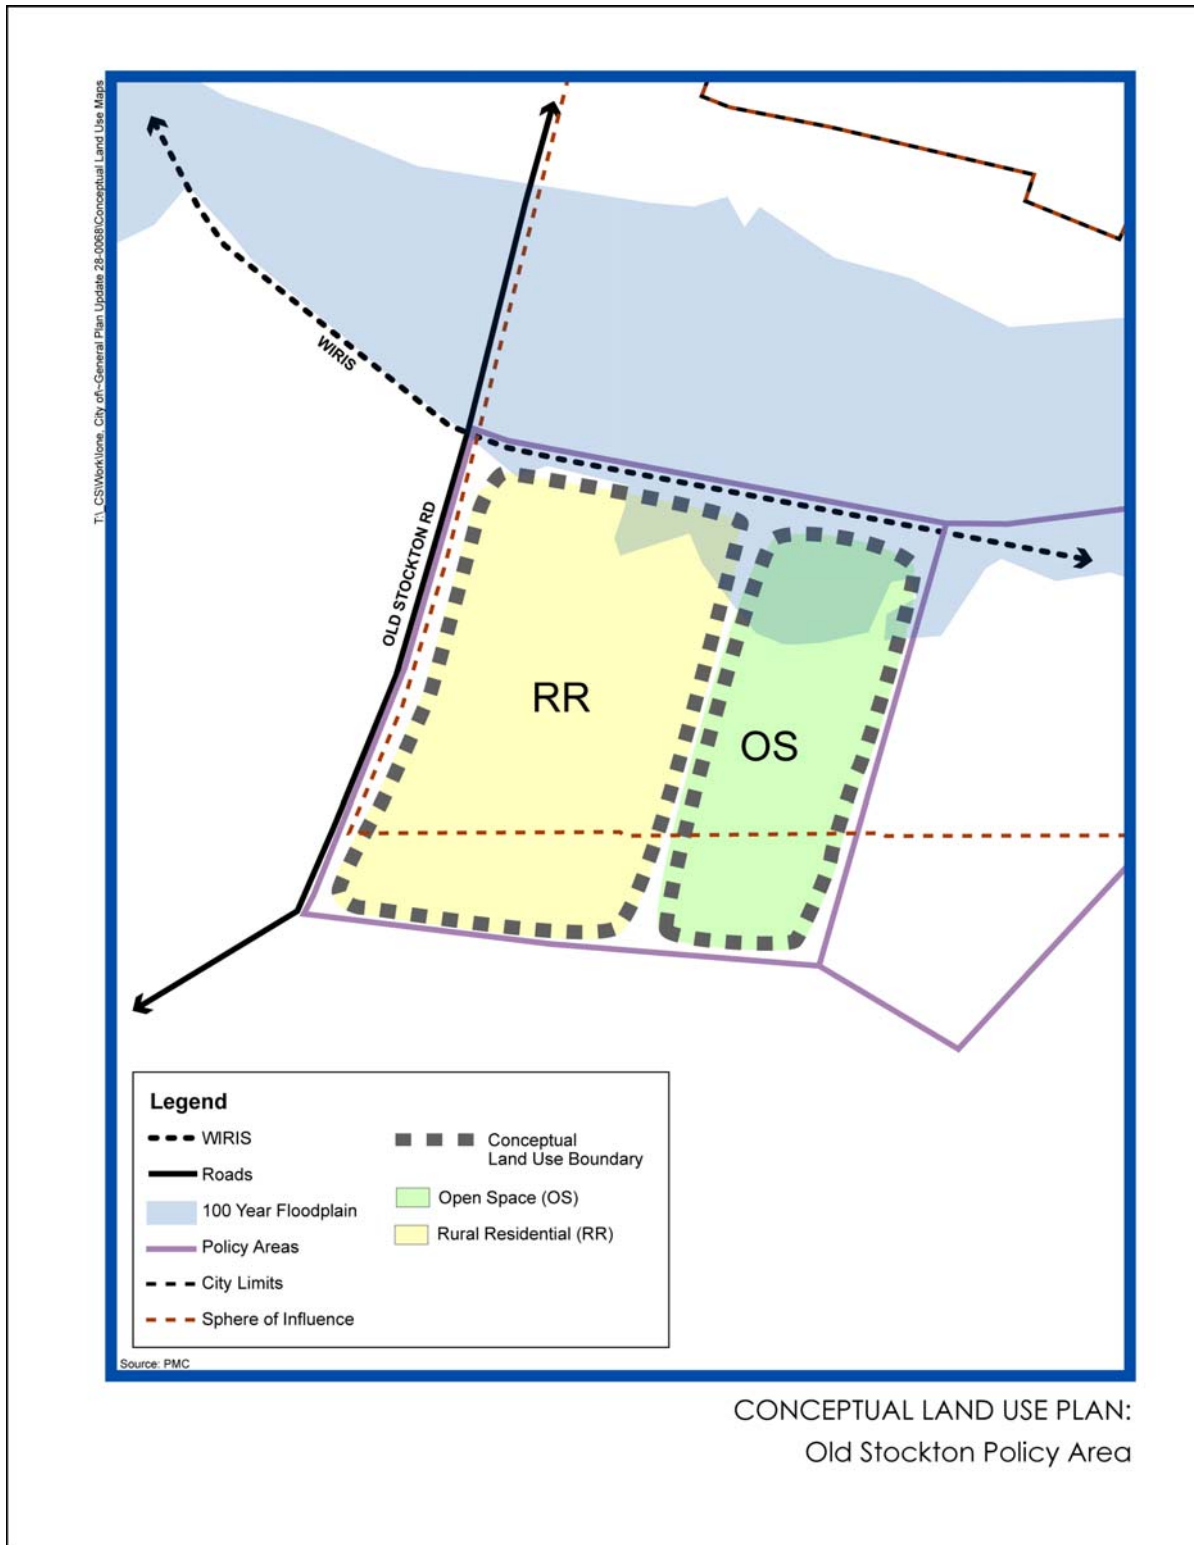 T:\_CS\Work\Ione, City of\~General Plan Update 28-0068\Conceptual Land Use Maps
WIRIS
OLD STOCKTON RD
RR
OS
Legend
WIRIS
Roads
100 Year Floodplain
Policy Areas
City Limits
Sphere of Influence
Conceptual
Land Use Boundary
Open Space (OS)
Rural Residential (RR)
Source: PMC
CONCEPTUAL LAND USE PLAN:
Old Stockton Policy Area